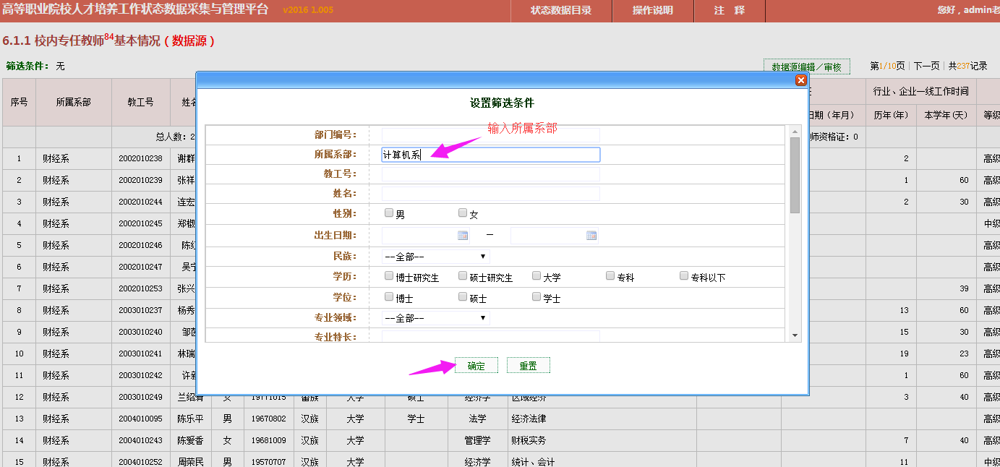 高等职业院校人才培养工作状态数据采集与管理平台 v2016 1.005 状态数据目录 操作说明 注 释 您好，admin老
6.1.1 校内专任教师84基本情况（数据源）
筛选条件： 无 数据源编辑／审核 第1/10页 下一页 共237记录
序号 所属系部 教工号 姓名 行业、企业一线工作时间
日期（年月） 历年(年) 本学年(天) 等级
总人数：2 师资格证：0
设置筛选条件
输入所属系部
部门编号：
所属系部： 计算机系
教工号：
姓名：
性别： 男 女
出生日期： —
民族： --全部--
学历： 博士研究生 硕士研究生 大学 专科 专科以下
学位： 博士 硕士 学士
专业领域： --全部--
专业特长：
确定 重置
1 财经系 2002010238 谢群 2 高级
2 财经系 2002010239 张祥 1 60 高级
3 财经系 2002010244 连宏 2 30 高级
4 财经系 2002010245 郑椒 中级
5 财经系 2002010246 陈红 高级
6 财经系 2002010247 吴宁 高级
7 财经系 2002010253 张兴 39 高级
8 财经系 2003010237 杨秀 13 60 高级
9 财经系 2003010240 邹茵 15 30 高级
10 财经系 2003010241 林瑞 19 23 高级
11 财经系 2003010242 许新 1 60 高级
12 财经系 2003010249 兰绍清 女 19771015 畲族 大学 硕士 经济学 区域经济 3 40 高级
13 财经系 2004010095 陈乐平 男 19670802 汉族 大学 学士 法学 经济法律 高级
14 财经系 2004010243 陈爱香 女 19681009 汉族 大学 管理学 财税实务 7 40 高级
15 财经系 2004010252 周荣民 男 19570707 汉族 大学 经济学 统计、会计 11 中级